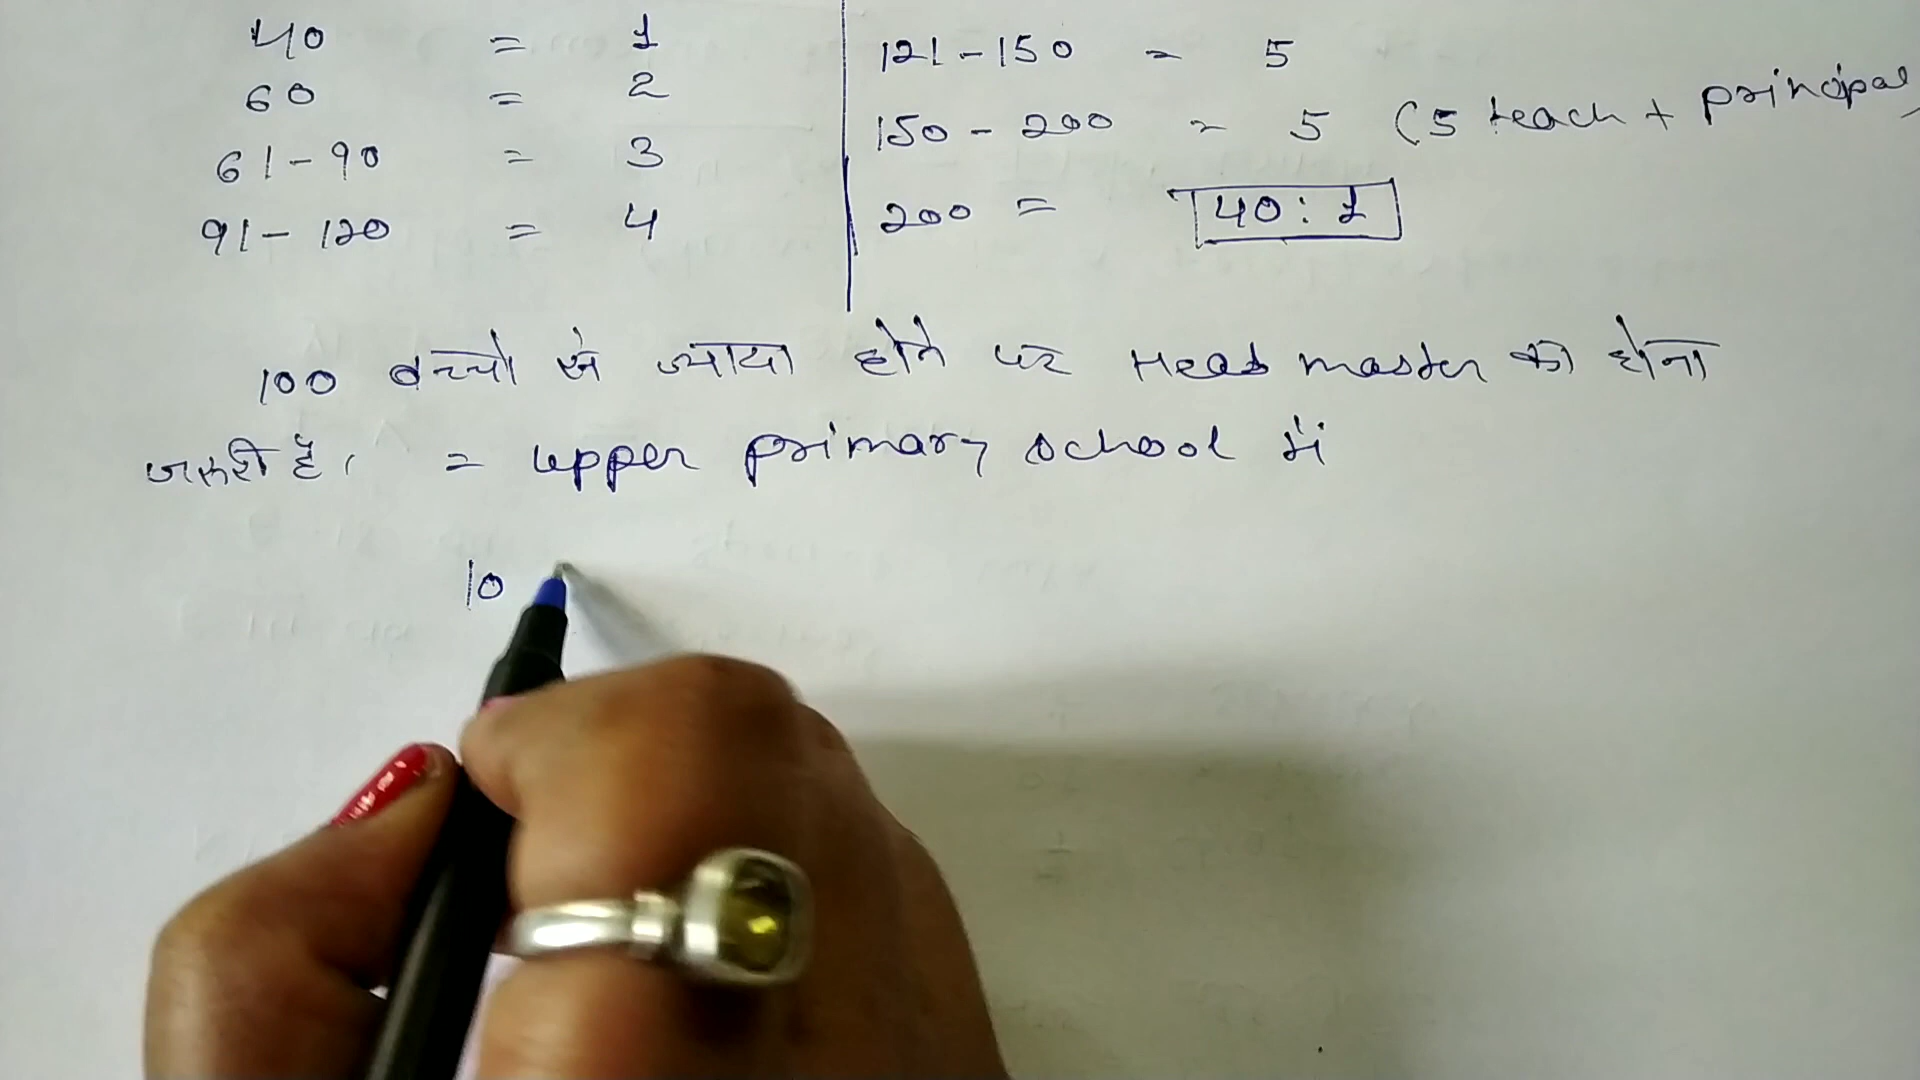 40 = 1
60 = 2
61-90 = 3
91-120 = 4
121-150 = 5
150-200 = 5 (5 teach + principal)
200 = 40:1
100 बच्चो से ज्यादा होने पर Head master का होना
जरूरी है। = upper primary school में
10